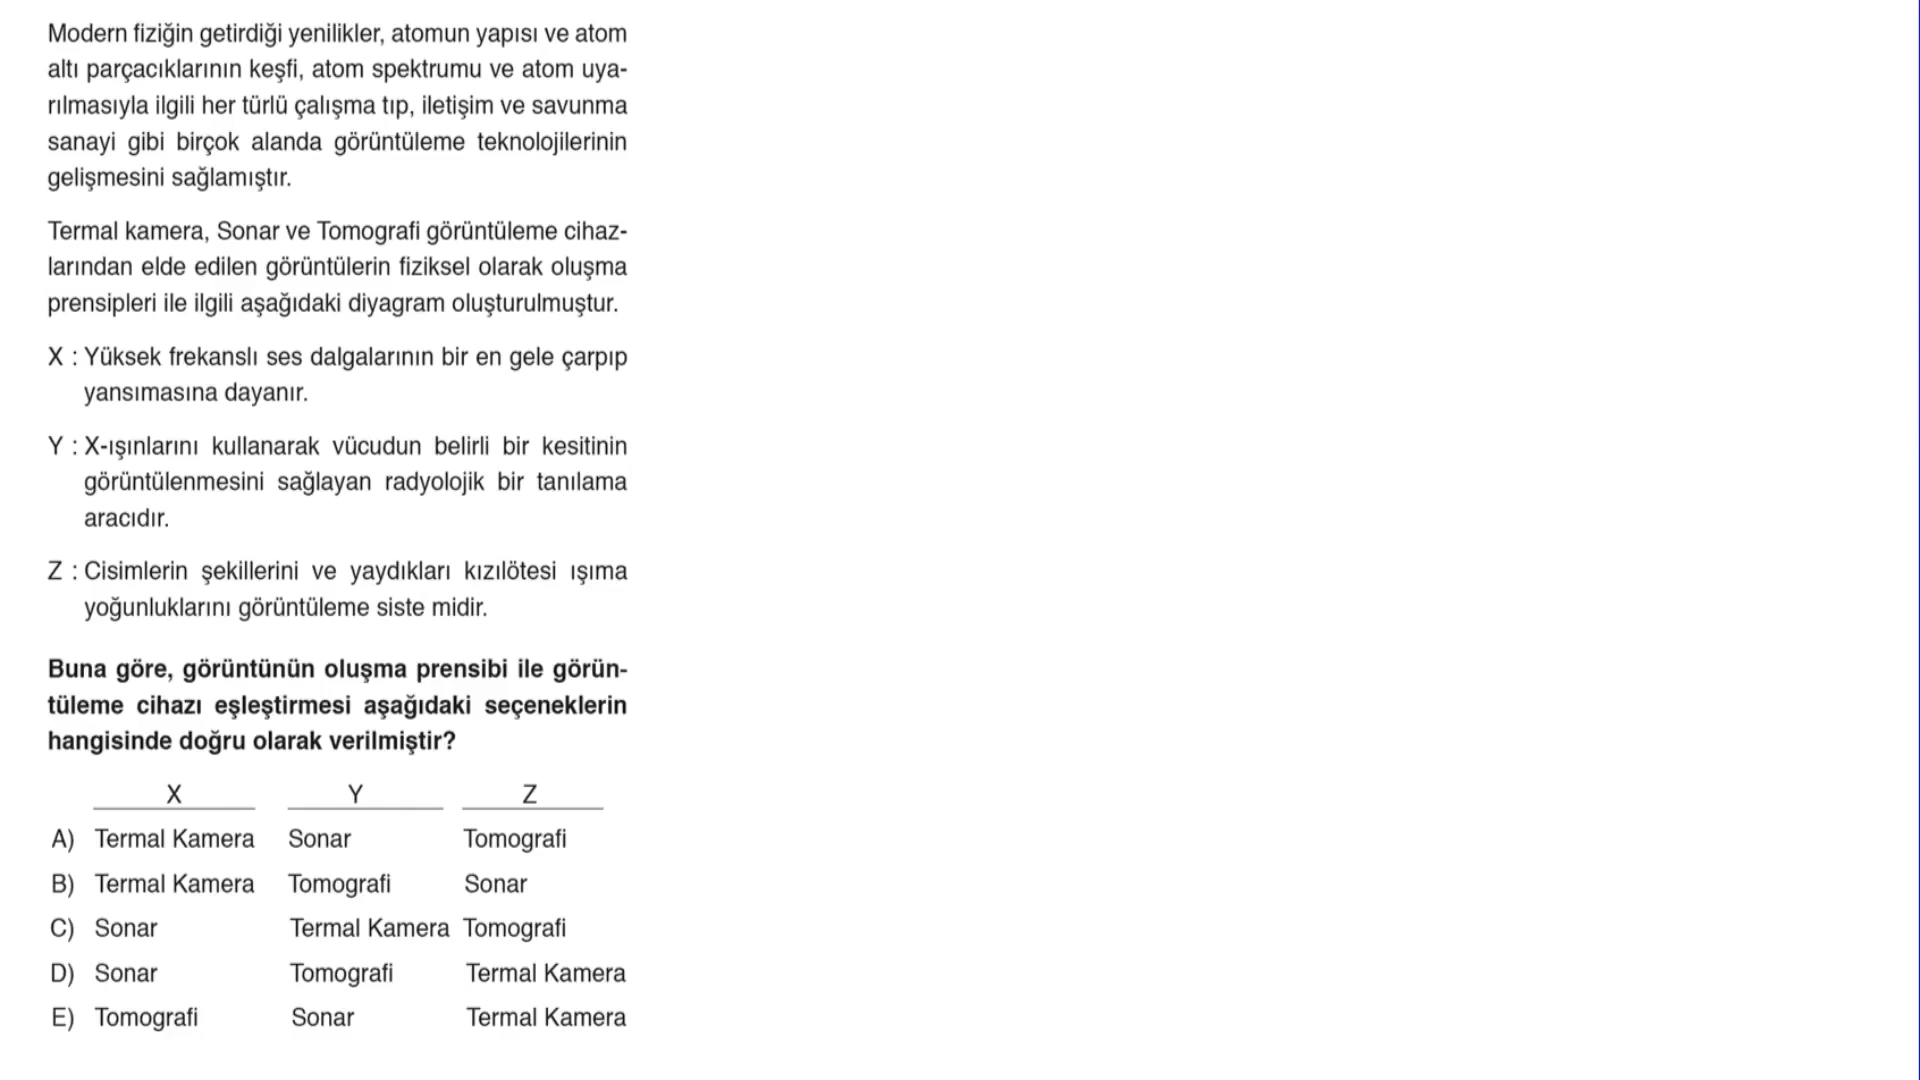 Modern fiziğin getirdiği yenilikler, atomun yapısı ve atom
altı parçacıklarının keşfi, atom spektrumu ve atom uya-
rılmasıyla ilgili her türlü çalışma tıp, iletişim ve savunma
sanayi gibi birçok alanda görüntüleme teknolojilerinin
gelişmesini sağlamıştır.
Termal kamera, Sonar ve Tomografi görüntüleme cihaz-
larından elde edilen görüntülerin fiziksel olarak oluşma
prensipleri ile ilgili aşağıdaki diyagram oluşturulmuştur.
X : Yüksek frekanslı ses dalgalarının bir en gele çarpıp
yansımasına dayanır.
Y : X-ışınlarını kullanarak vücudun belirli bir kesitinin
görüntülenmesini sağlayan radyolojik bir tanılama
aracıdır.
Z : Cisimlerin şekillerini ve yaydıkları kızılötesi ışıma
yoğunluklarını görüntüleme siste midir.
Buna göre, görüntünün oluşma prensibi ile görün-
tüleme cihazı eşleştirmesi aşağıdaki seçeneklerin
hangisinde doğru olarak verilmiştir?
X Y Z
A) Termal Kamera Sonar Tomografi
B) Termal Kamera Tomografi Sonar
C) Sonar Termal Kamera Tomografi
D) Sonar Tomografi Termal Kamera
E) Tomografi Sonar Termal Kamera